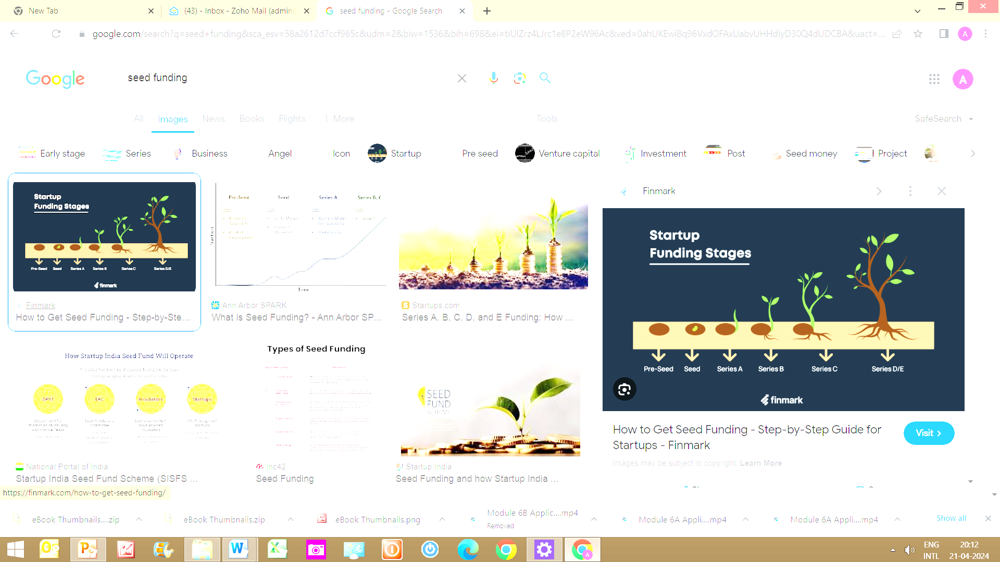 New Tab
(43) - Inbox - Zoho Mail (admin
seed funding - Google Search
google.com/search?q=seed+funding&sca_esv=58a2612d7ccf965c&udm=2&biw=1536&bih=698&ei=tiUlZrz4LJrc1e8P2eW96Ac&ved=0ahUKEwi8q96VxdOFAxUabvUHHdlyD30Q4dUDCBA&uact=...
A
Google
seed funding
A
All
Images
News
Books
Flights
More
Tools
SafeSearch
Early stage
Series
Business
Angel
Icon
Startup
Pre seed
Venture capital
Investment
Post
Seed money
Project
Startup
Funding Stages
Pre-Seed
Seed
Series A
Series B
Series C
Series D/E
finmark
Finmark
How to Get Seed Funding - Step-by-Ste...
Pre-Seed
Seed
Series A
Series B, C
Traction
Time
Ann Arbor SPARK
What is Seed Funding? - Ann Arbor SP...
Startups.com
Series A, B, C, D, and E Funding: How ...
How Startup India Seed Fund Will Operate
DPIIT
EAC
Incubators
Startups
National Portal of India
Startup India Seed Fund Scheme (SISFS ...
Types of Seed Funding
Inc42
Seed Funding
SEED
FUND
SCHEME
Startup India
Seed Funding and how Startup India ...
Finmark
Startup
Funding Stages
Pre-Seed
Seed
Series A
Series B
Series C
Series D/E
finmark
How to Get Seed Funding - Step-by-Step Guide for
Startups - Finmark
Visit
Images may be subject to copyright. Learn More
https://finmark.com/how-to-get-seed-funding/
eBook Thumbnails....zip
eBook Thumbnails.zip
eBook Thumbnails.png
Module 6B Applic....mp4
Removed
Module 6A Appli....mp4
Module 6A Appli....mp4
Show all
ENG
INTL
20:12
21-04-2024